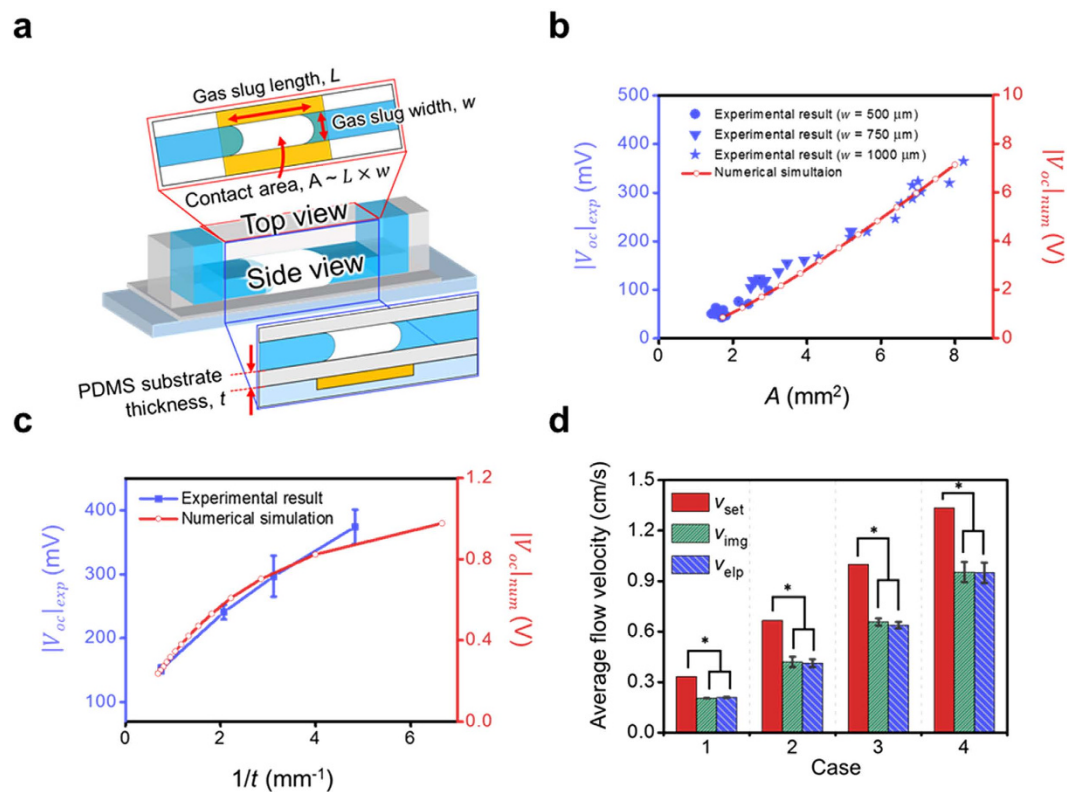 a
Gas slug length, L
Gas slug width, w
Contact area, A ~ L × w
Top view
Side view
PDMS substrate
thickness, t
b
500
400
300
200
100
0
|V_oc|_exp (mV)
Experimental result (w = 500 μm)
Experimental result (w = 750 μm)
Experimental result (w = 1000 μm)
Numerical simultaion
10
8
6
4
2
0
|V_oc|_num (V)
0 2 4 6 8
A (mm²)
c
400
300
200
100
|V_oc|_exp (mV)
Experimental result
Numerical simulation
1.2
0.8
0.4
0.0
|V_oc|_num (V)
0 2 4 6
1/t (mm⁻¹)
d
1.5
1.2
0.9
0.6
0.3
0.0
Average flow velocity (cm/s)
v_set
v_img
v_elp
*
*
*
*
1 2 3 4
Case